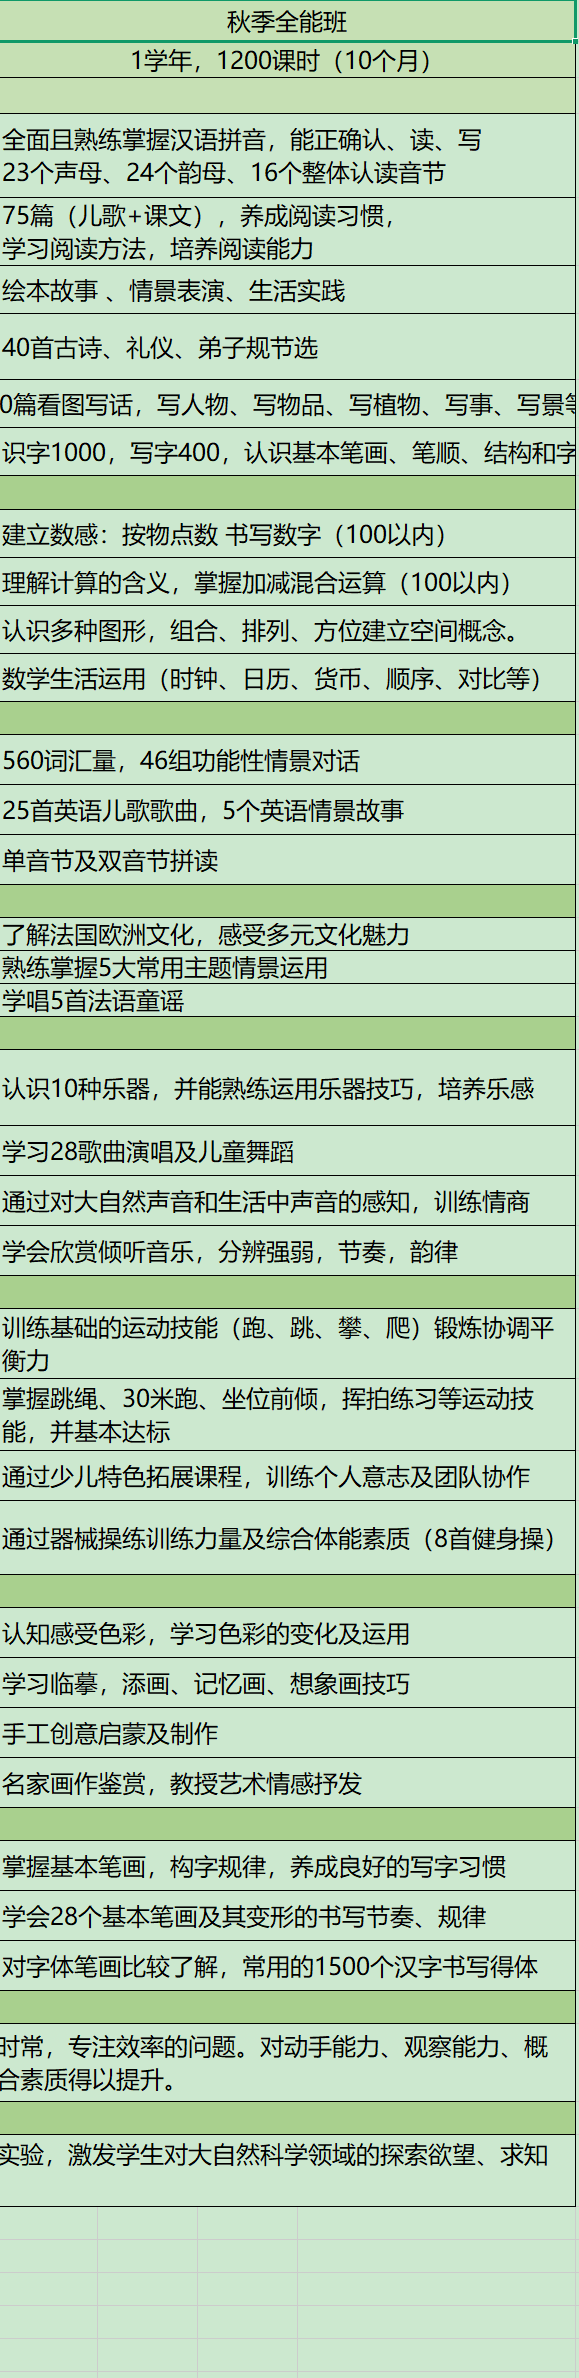 秋季全能班
1学年，1200课时（10个月）
全面且熟练掌握汉语拼音，能正确认、读、写
23个声母、24个韵母、16个整体认读音节
75篇（儿歌+课文），养成阅读习惯，
学习阅读方法，培养阅读能力
绘本故事 、情景表演、生活实践
40首古诗、礼仪、弟子规节选
0篇看图写话，写人物、写物品、写植物、写事、写景等
识字1000，写字400，认识基本笔画、笔顺、结构和字
建立数感：按物点数 书写数字（100以内）
理解计算的含义，掌握加减混合运算（100以内）
认识多种图形，组合、排列、方位建立空间概念。
数学生活运用（时钟、日历、货币、顺序、对比等）
560词汇量，46组功能性情景对话
25首英语儿歌歌曲，5个英语情景故事
单音节及双音节拼读
了解法国欧洲文化，感受多元文化魅力
熟练掌握5大常用主题情景运用
学唱5首法语童谣
认识10种乐器，并能熟练运用乐器技巧，培养乐感
学习28歌曲演唱及儿童舞蹈
通过对大自然声音和生活中声音的感知，训练情商
学会欣赏倾听音乐，分辨强弱，节奏，韵律
训练基础的运动技能（跑、跳、攀、爬）锻炼协调平
衡力
掌握跳绳、30米跑、坐位前倾，挥拍练习等运动技
能，并基本达标
通过少儿特色拓展课程，训练个人意志及团队协作
通过器械操练训练力量及综合体能素质（8首健身操）
认知感受色彩，学习色彩的变化及运用
学习临摹，添画、记忆画、想象画技巧
手工创意启蒙及制作
名家画作鉴赏，教授艺术情感抒发
掌握基本笔画，构字规律，养成良好的写字习惯
学会28个基本笔画及其变形的书写节奏、规律
对字体笔画比较了解，常用的1500个汉字书写得体
时常，专注效率的问题。对动手能力、观察能力、概
合素质得以提升。
实验，激发学生对大自然科学领域的探索欲望、求知